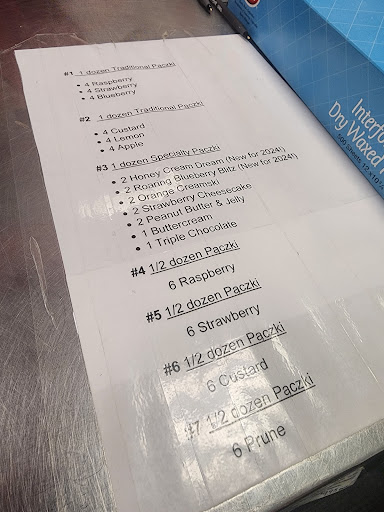 #1 1 dozen Traditional Paczki
• 4 Raspberry
• 4 Strawberry
• 4 Blueberry
#2 1 dozen Traditional Paczki
• 4 Custard
• 4 Lemon
• 4 Apple
#3 1 dozen Specialty Paczki
• 2 Honey Cream Dream (New for 2024!)
• 2 Roaring Blueberry Blitz (New for 2024!)
• 2 Orange Creamski
• 2 Strawberry Cheesecake
• 2 Peanut Butter & Jelly
• 1 Buttercream
• 1 Triple Chocolate
#4 1/2 dozen Paczki
6 Raspberry
#5 1/2 dozen Paczki
6 Strawberry
#6 1/2 dozen Paczki
6 Custard
#7 1/2 dozen Paczki
6 Prune
Dry Waxed